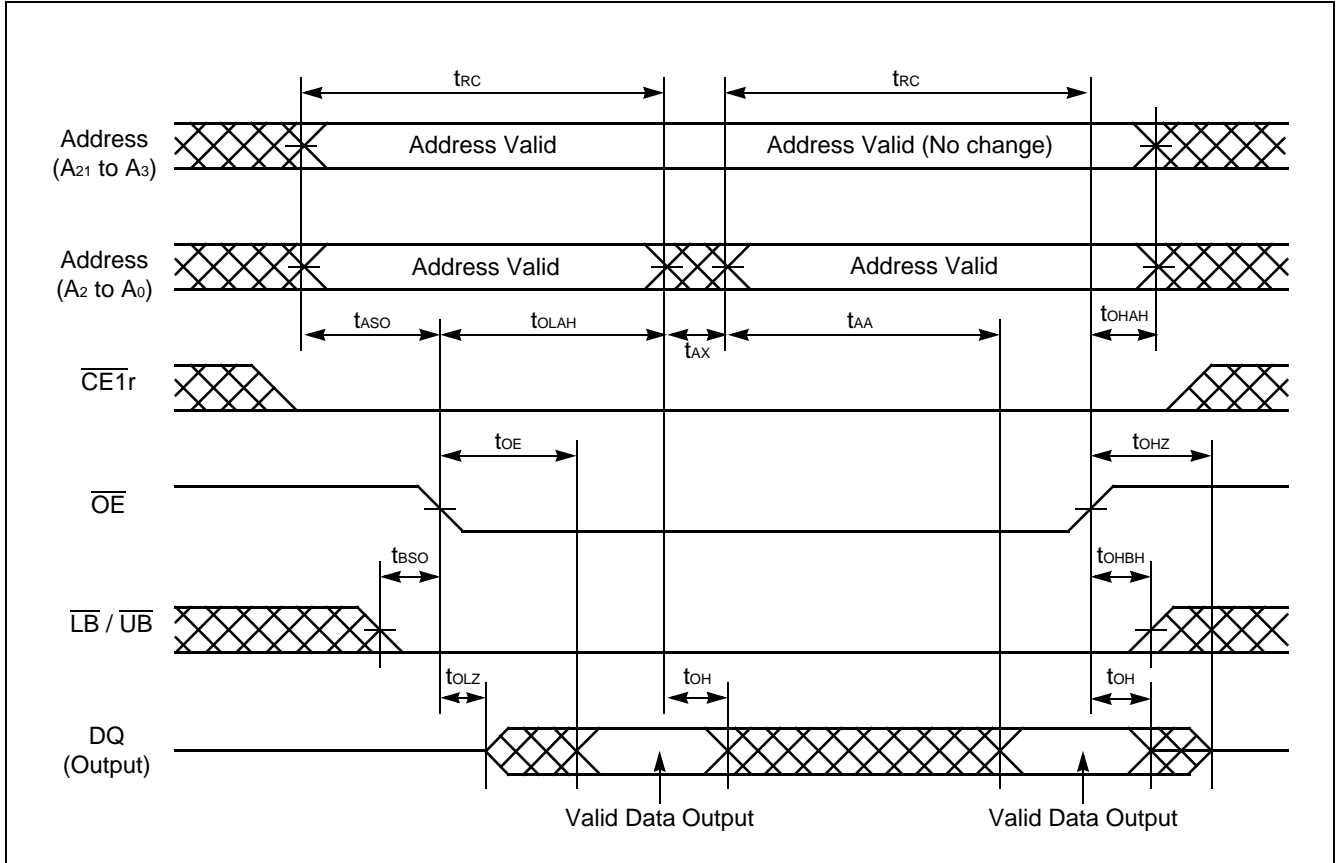 tRC tRC
Address
(A21 to A3)
Address Valid Address Valid (No change)
Address
(A2 to A0)
Address Valid Address Valid
tASO tOLAH tAX tAA tOHAH
CE1r
tOE tOHZ
OE
tBSO tOHBH
LB / UB
tOLZ tOH tOH
DQ
(Output)
Valid Data Output Valid Data Output